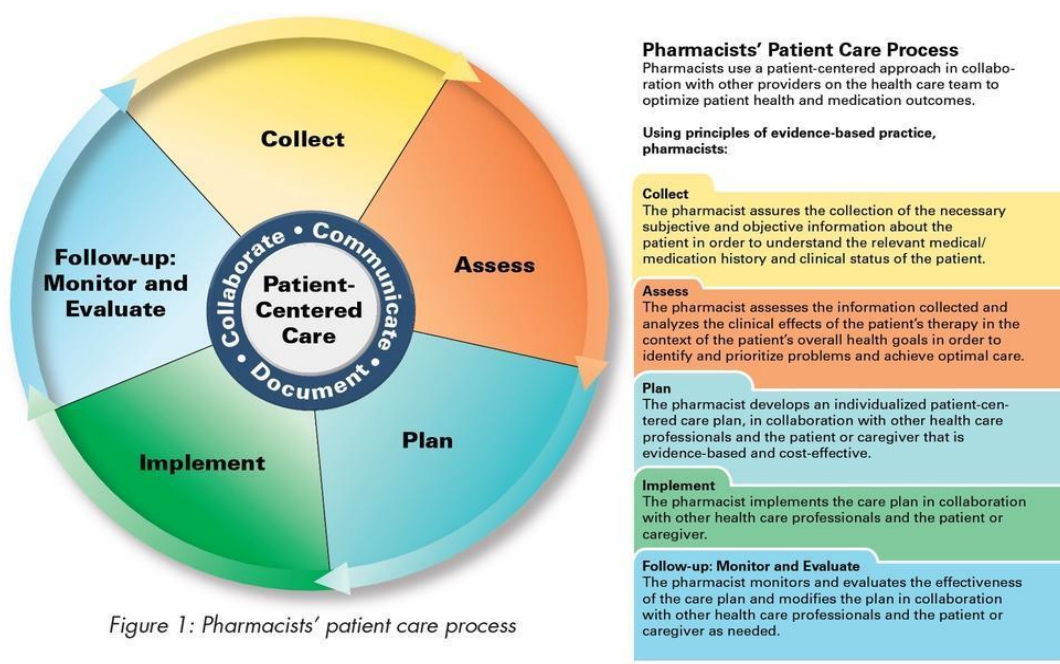 Collect
Assess
Plan
Implement
Follow-up:
Monitor and
Evaluate
Collaborate • Communicate • Document •
Patient-
Centered
Care
Figure 1: Pharmacists’ patient care process
Pharmacists’ Patient Care Process
Pharmacists use a patient-centered approach in collabo-
ration with other providers on the health care team to
optimize patient health and medication outcomes.
Using principles of evidence-based practice,
pharmacists:
Collect
The pharmacist assures the collection of the necessary
subjective and objective information about the
patient in order to understand the relevant medical/
medication history and clinical status of the patient.
Assess
The pharmacist assesses the information collected and
analyzes the clinical effects of the patient’s therapy in the
context of the patient’s overall health goals in order to
identify and prioritize problems and achieve optimal care.
Plan
The pharmacist develops an individualized patient-cen-
tered care plan, in collaboration with other health care
professionals and the patient or caregiver that is
evidence-based and cost-effective.
Implement
The pharmacist implements the care plan in collaboration
with other health care professionals and the patient or
caregiver.
Follow-up: Monitor and Evaluate
The pharmacist monitors and evaluates the effectiveness
of the care plan and modifies the plan in collaboration
with other health care professionals and the patient or
caregiver as needed.